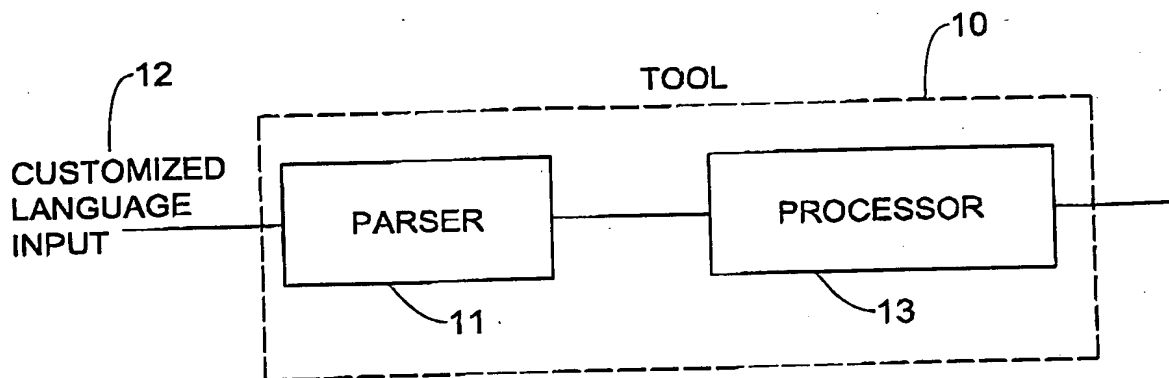 10
12
TOOL
CUSTOMIZED
LANGUAGE
INPUT
PARSER
PROCESSOR
11
13